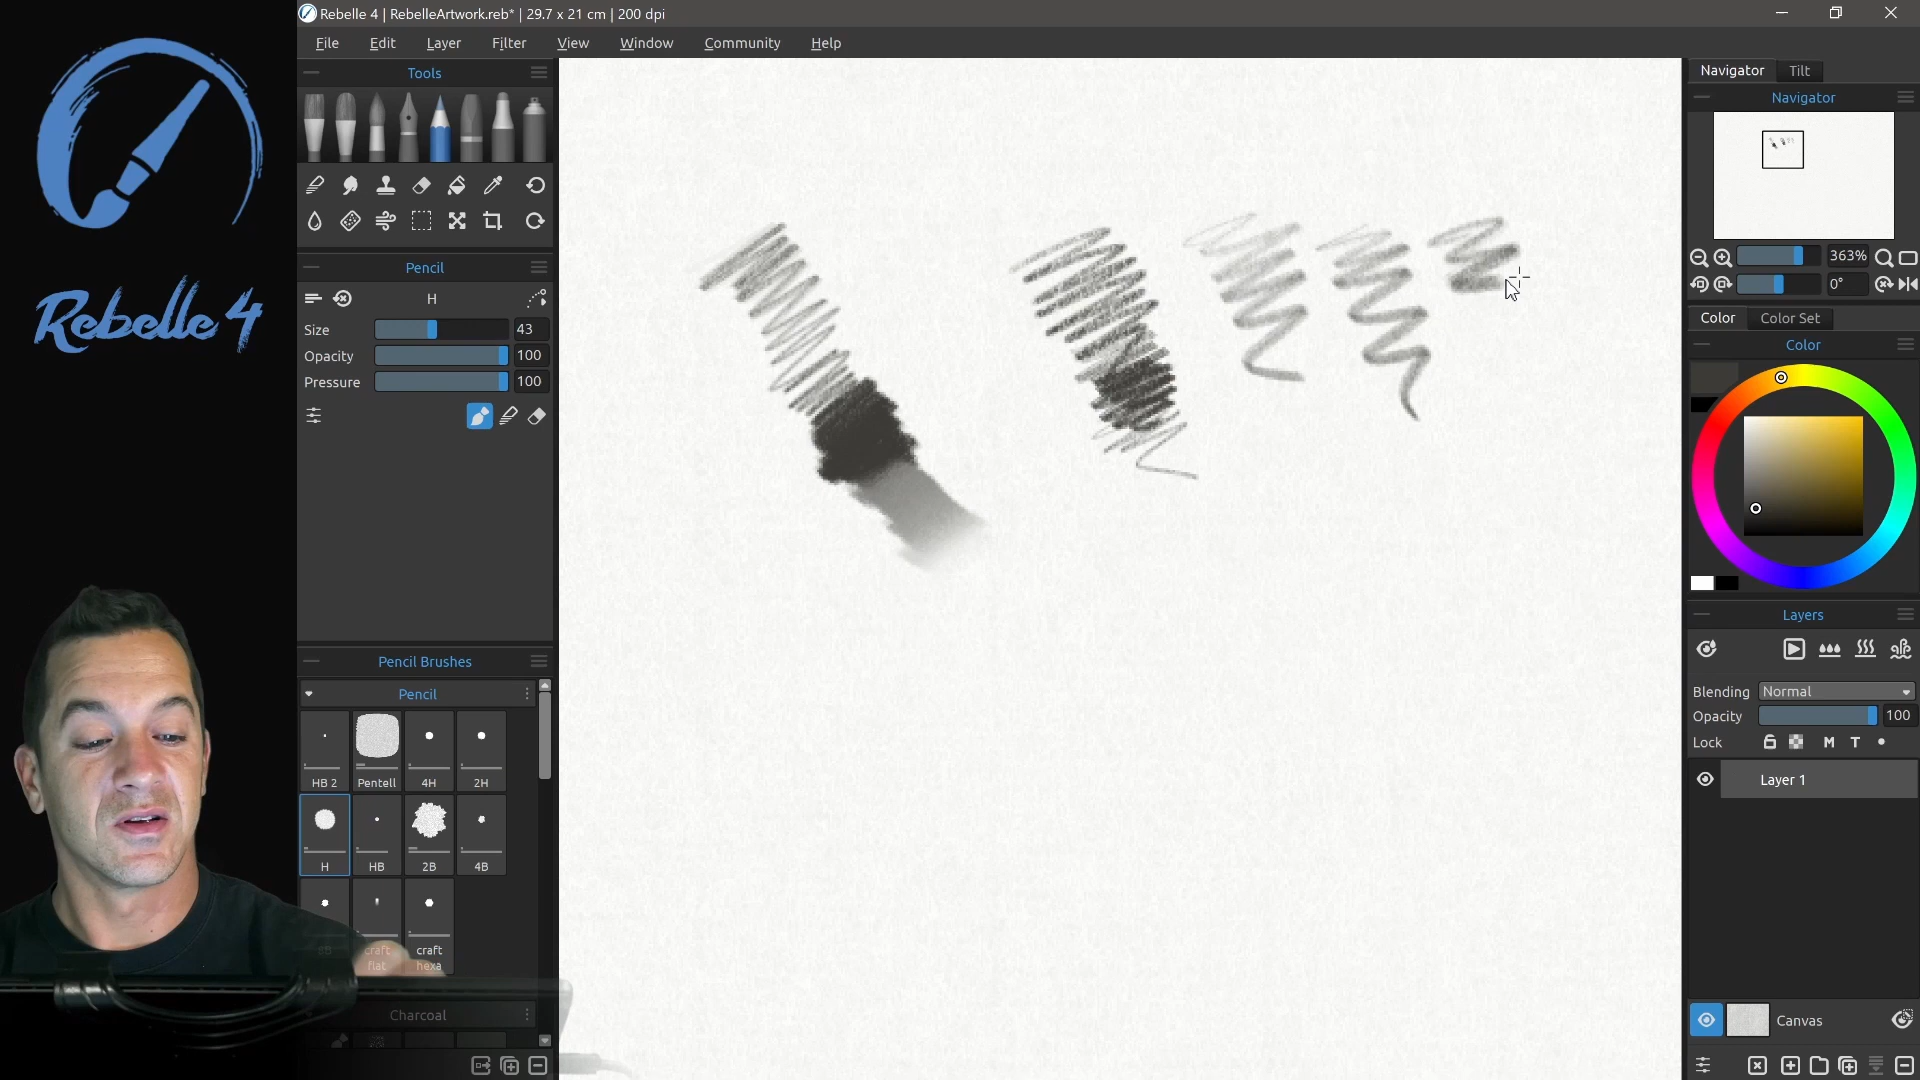 Rebelle 4 | RebelleArtwork.reb* | 29.7 x 21 cm | 200 dpi
File Edit Layer Filter View Window Community Help
Tools
Navigator Tilt
Navigator
363%
0°
Rebelle 4
Pencil
H
Size 43
Opacity 100
Pressure 100
Color Color Set
Color
Layers
Blending Normal
Opacity 100
Lock M T
Layer 1
Pencil Brushes
Pencil
HB 2 Pentell 4H 2H
H HB 2B 4B
craft craft
flat hexa
Charcoal
Canvas